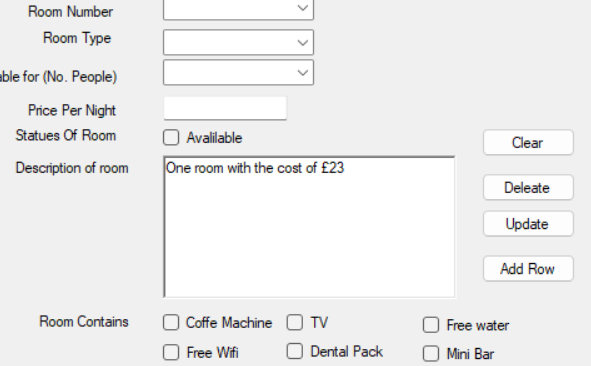 Room Number
Room Type
able for (No. People)
Price Per Night
Statues Of Room
Avalilable
Clear
Description of room
One room with the cost of £23
Deleate
Update
Add Row
Room Contains
Coffe Machine
TV
Free water
Free Wifi
Dental Pack
Mini Bar